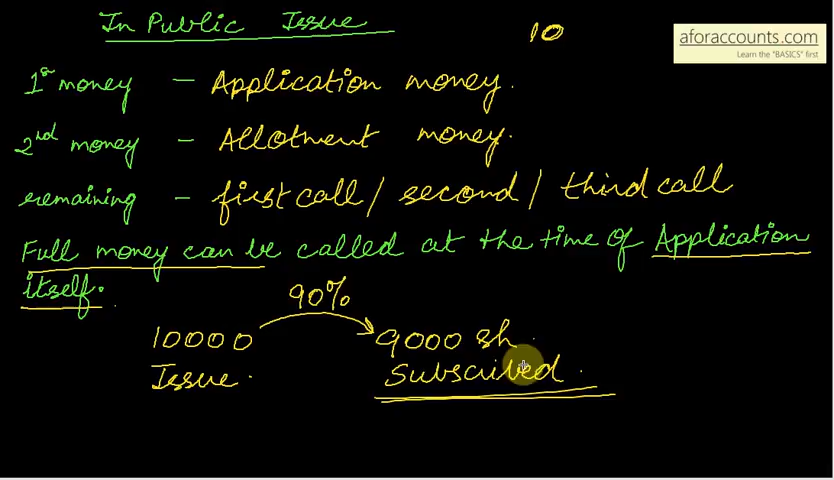 In Public Issue
10
aforaccounts.com
Learn the "BASICS" first
1st money – Application money.
2nd money – Allotment money.
remaining – first call / second / third call
Full money can be called at the time of Application
itself.
90%
10000 9000 sh.
Issue. Subscribed.